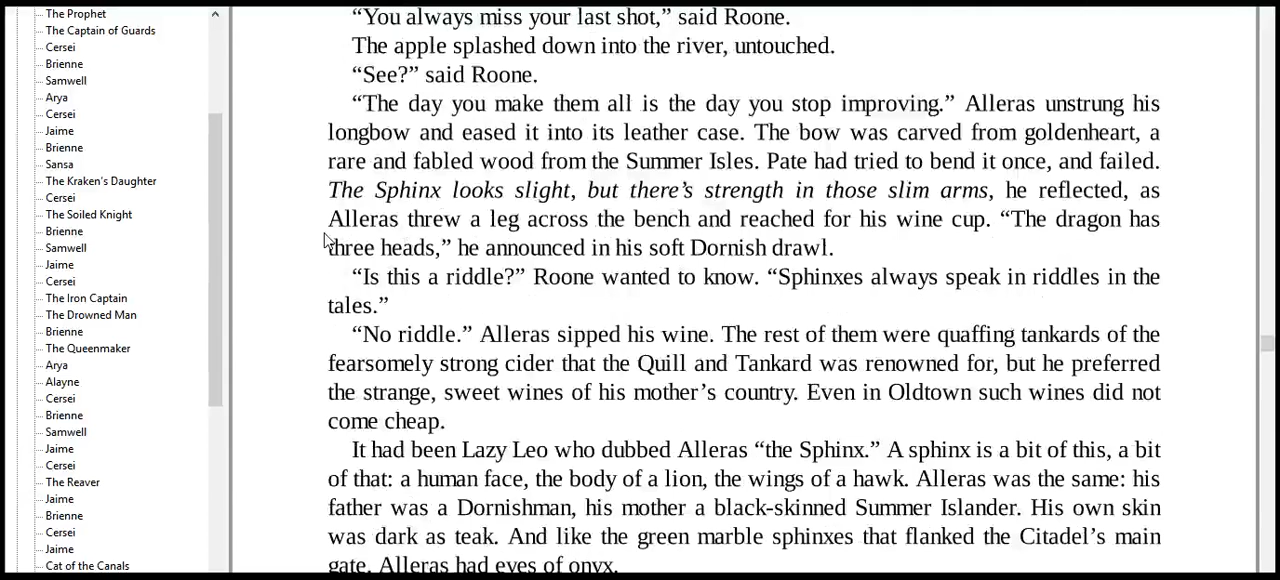 The Prophet
The Captain of Guards
Cersei
Brienne
Samwell
Arya
Cersei
Jaime
Brienne
Sansa
The Kraken's Daughter
Cersei
The Soiled Knight
Brienne
Samwell
Jaime
Cersei
The Iron Captain
The Drowned Man
Brienne
The Queenmaker
Arya
Alayne
Cersei
Brienne
Samwell
Jaime
Cersei
The Reaver
Jaime
Brienne
Cersei
Jaime
Cat of the Canals
“You always miss your last shot,” said Roone.
The apple splashed down into the river, untouched.
“See?” said Roone.
“The day you make them all is the day you stop improving.” Alleras unstrung his
longbow and eased it into its leather case. The bow was carved from goldenheart, a
rare and fabled wood from the Summer Isles. Pate had tried to bend it once, and failed.
The Sphinx looks slight, but there’s strength in those slim arms, he reflected, as
Alleras threw a leg across the bench and reached for his wine cup. “The dragon has
three heads,” he announced in his soft Dornish drawl.
“Is this a riddle?” Roone wanted to know. “Sphinxes always speak in riddles in the
tales.”
“No riddle.” Alleras sipped his wine. The rest of them were quaffing tankards of the
fearsomely strong cider that the Quill and Tankard was renowned for, but he preferred
the strange, sweet wines of his mother’s country. Even in Oldtown such wines did not
come cheap.
It had been Lazy Leo who dubbed Alleras “the Sphinx.” A sphinx is a bit of this, a bit
of that: a human face, the body of a lion, the wings of a hawk. Alleras was the same: his
father was a Dornishman, his mother a black-skinned Summer Islander. His own skin
was dark as teak. And like the green marble sphinxes that flanked the Citadel’s main
gate, Alleras had eyes of onyx.